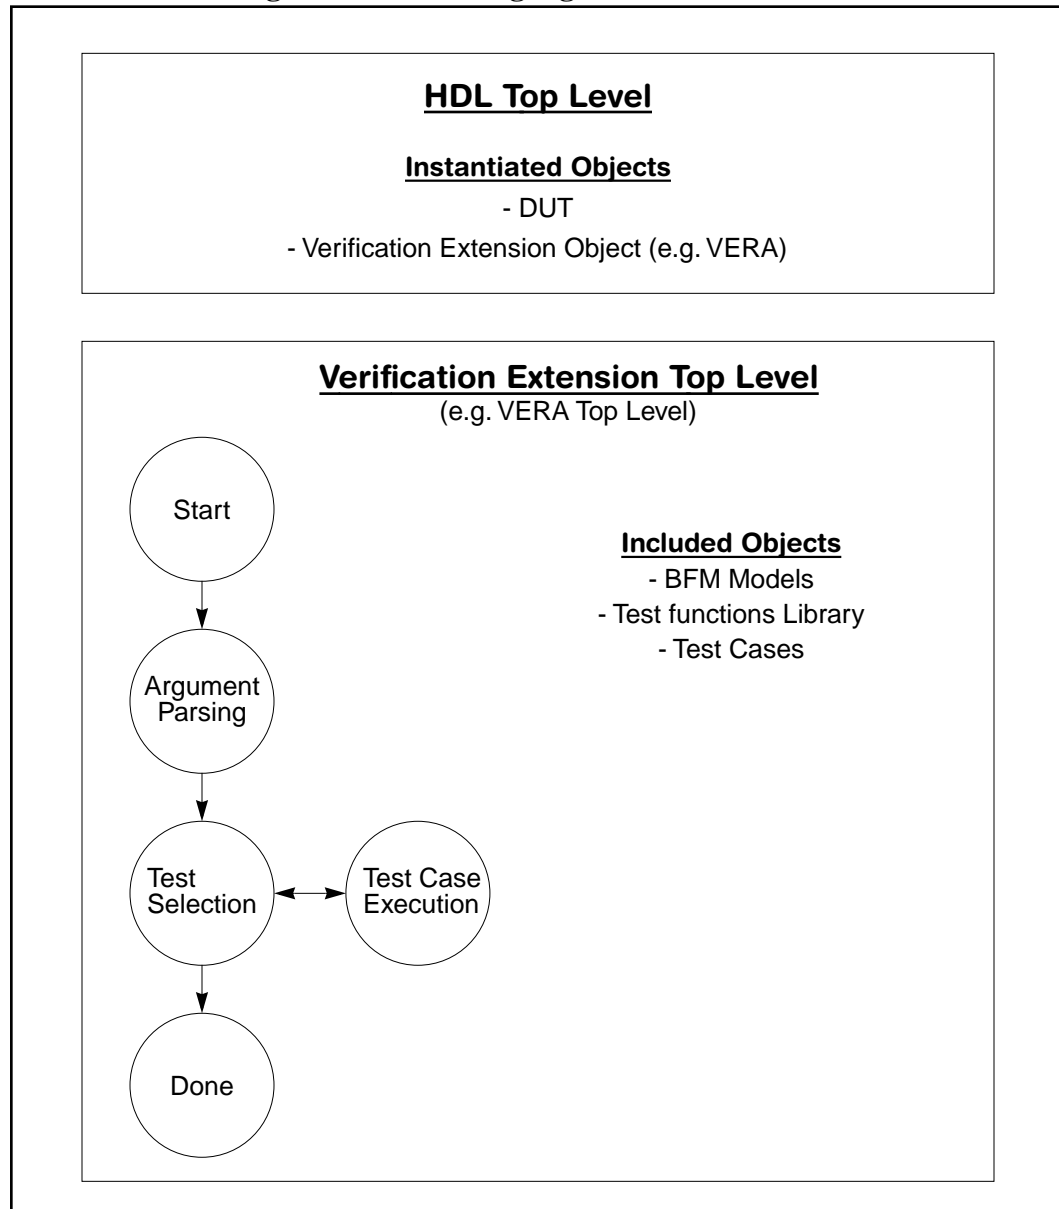 HDL Top Level
Instantiated Objects
- DUT
- Verification Extension Object (e.g. VERA)
Verification Extension Top Level
(e.g. VERA Top Level)
Start
Included Objects
- BFM Models
- Test functions Library
- Test Cases
Argument
Parsing
Test
Selection
Test Case
Execution
Done